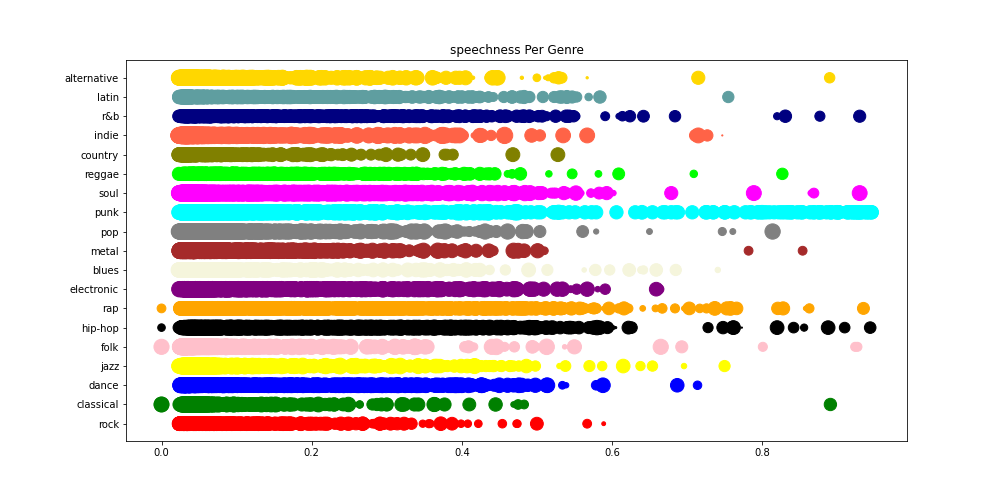 speechness Per Genre
alternative
latin
r&b
indie
country
reggae
soul
punk
pop
metal
blues
electronic
rap
hip-hop
folk
jazz
dance
classical
rock
0.0 0.2 0.4 0.6 0.8